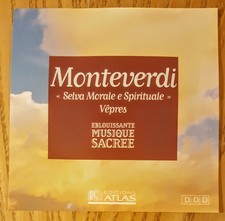 Monteverdi
« Selva Morale e Spirituale »
Vêpres
EBLOUISSANTE
MUSIQUE
SACREE
EDITIONS
ATLAS
DDD